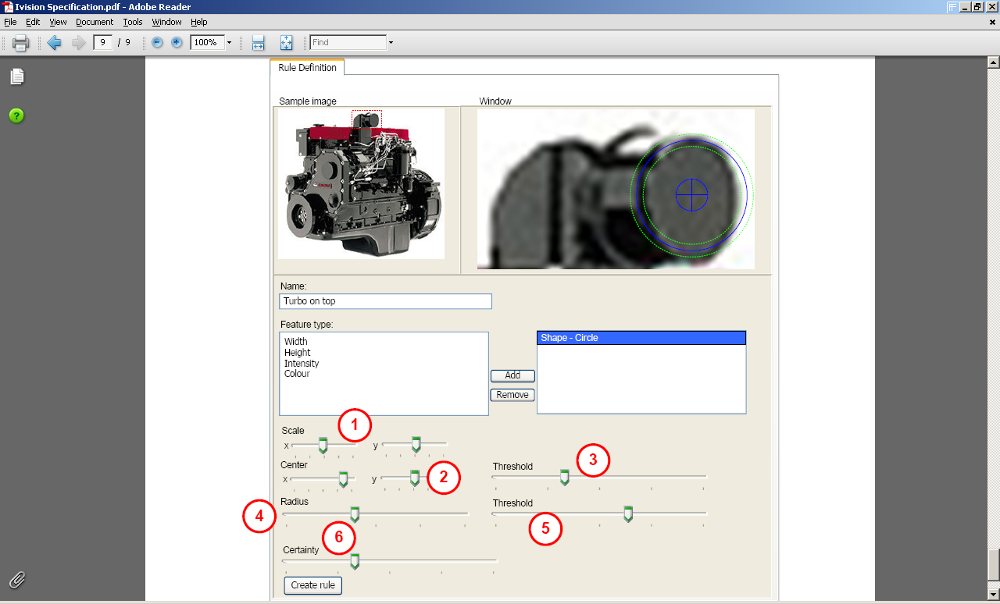 Ivision Specification.pdf - Adobe Reader
File Edit View Document Tools Window Help
9 / 9 100% Find
Rule Definition
Sample image Window
Name:
Turbo on top
Feature type:
Width
Height
Intensity
Colour
Shape - Circle
Add
Remove
1
Scale
x y
Center
x y 2
3
Threshold
Radius
4
Threshold
5
6
Certainty
Create rule